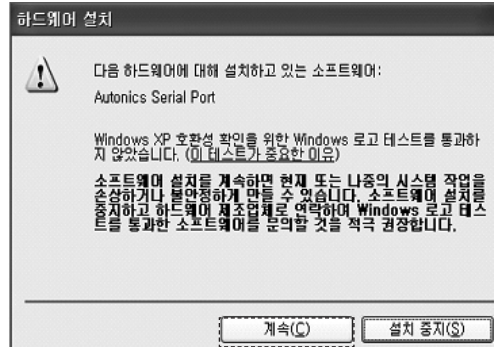 하드웨어 설치
다음 하드웨어에 대해 설치하고 있는 소프트웨어:
Autonics Serial Port
Windows XP 호환성 확인을 위한 Windows 로고 테스트를 통과하
지 않았습니다. (이 테스트가 중요한 이유)
소프트웨어 설치를 계속하면 현재 또는 나중의 시스템 작업을
손상하거나 불안정하게 만들 수 있습니다. 소프트웨어 설치를
중지하고 하드웨어 제조업체로 연락하여 Windows 로고 테스
트를 통과한 소프트웨어를 문의할 것을 적극 권장합니다.
계속(C) 설치 중지(S)